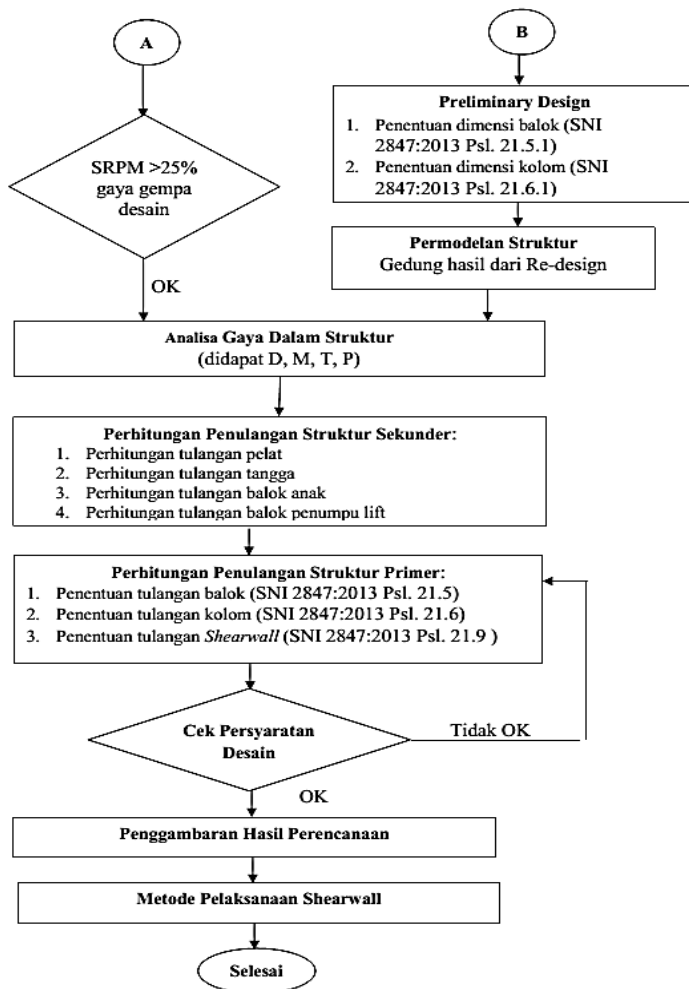 A
B
SRPM >25%
gaya gempa
desain
OK
Preliminary Design
1. Penentuan dimensi balok (SNI
2847:2013 Psl. 21.5.1)
2. Penentuan dimensi kolom (SNI
2847:2013 Psl. 21.6.1)
Permodelan Struktur
Gedung hasil dari Re-design
Analisa Gaya Dalam Struktur
(didapat D, M, T, P)
Perhitungan Penulangan Struktur Sekunder:
1. Perhitungan tulangan pelat
2. Perhitungan tulangan tangga
3. Perhitungan tulangan balok anak
4. Perhitungan tulangan balok penumpu lift
Perhitungan Penulangan Struktur Primer:
1. Penentuan tulangan balok (SNI 2847:2013 Psl. 21.5)
2. Penentuan tulangan kolom (SNI 2847:2013 Psl. 21.6)
3. Penentuan tulangan Shearwall (SNI 2847:2013 Psl. 21.9 )
Cek Persyaratan
Desain
Tidak OK
OK
Penggambaran Hasil Perencanaan
Metode Pelaksanaan Shearwall
Selesai